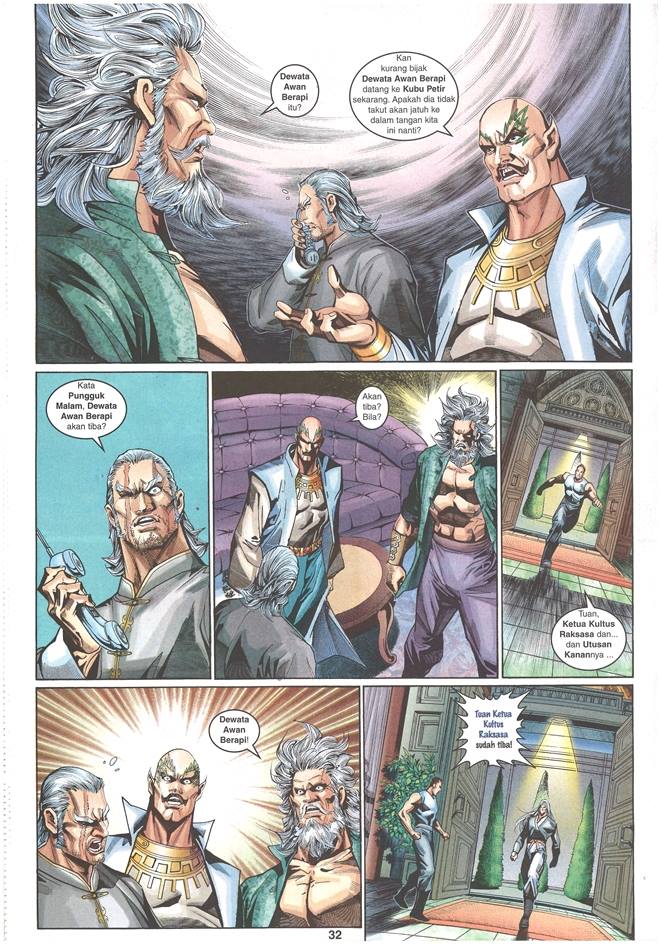 Dewata
Awan
Berapi
itu?
Kan
kurang bijak
Dewata Awan Berapi
datang ke Kubu Petir
sekarang. Apakah dia tidak
takut akan jatuh ke
dalam tangan kita
ini nanti?
Kata
Pungguk
Malam, Dewata
Awan Berapi
akan tiba?
Akan
tiba?
Bila?
Tuan,
Ketua Kultus
Raksasa dan...
dan Utusan
Kanannya ...
Dewata
Awan
Berapi!
Tuan Ketua
Kultus
Raksasa
sudah tiba!
32